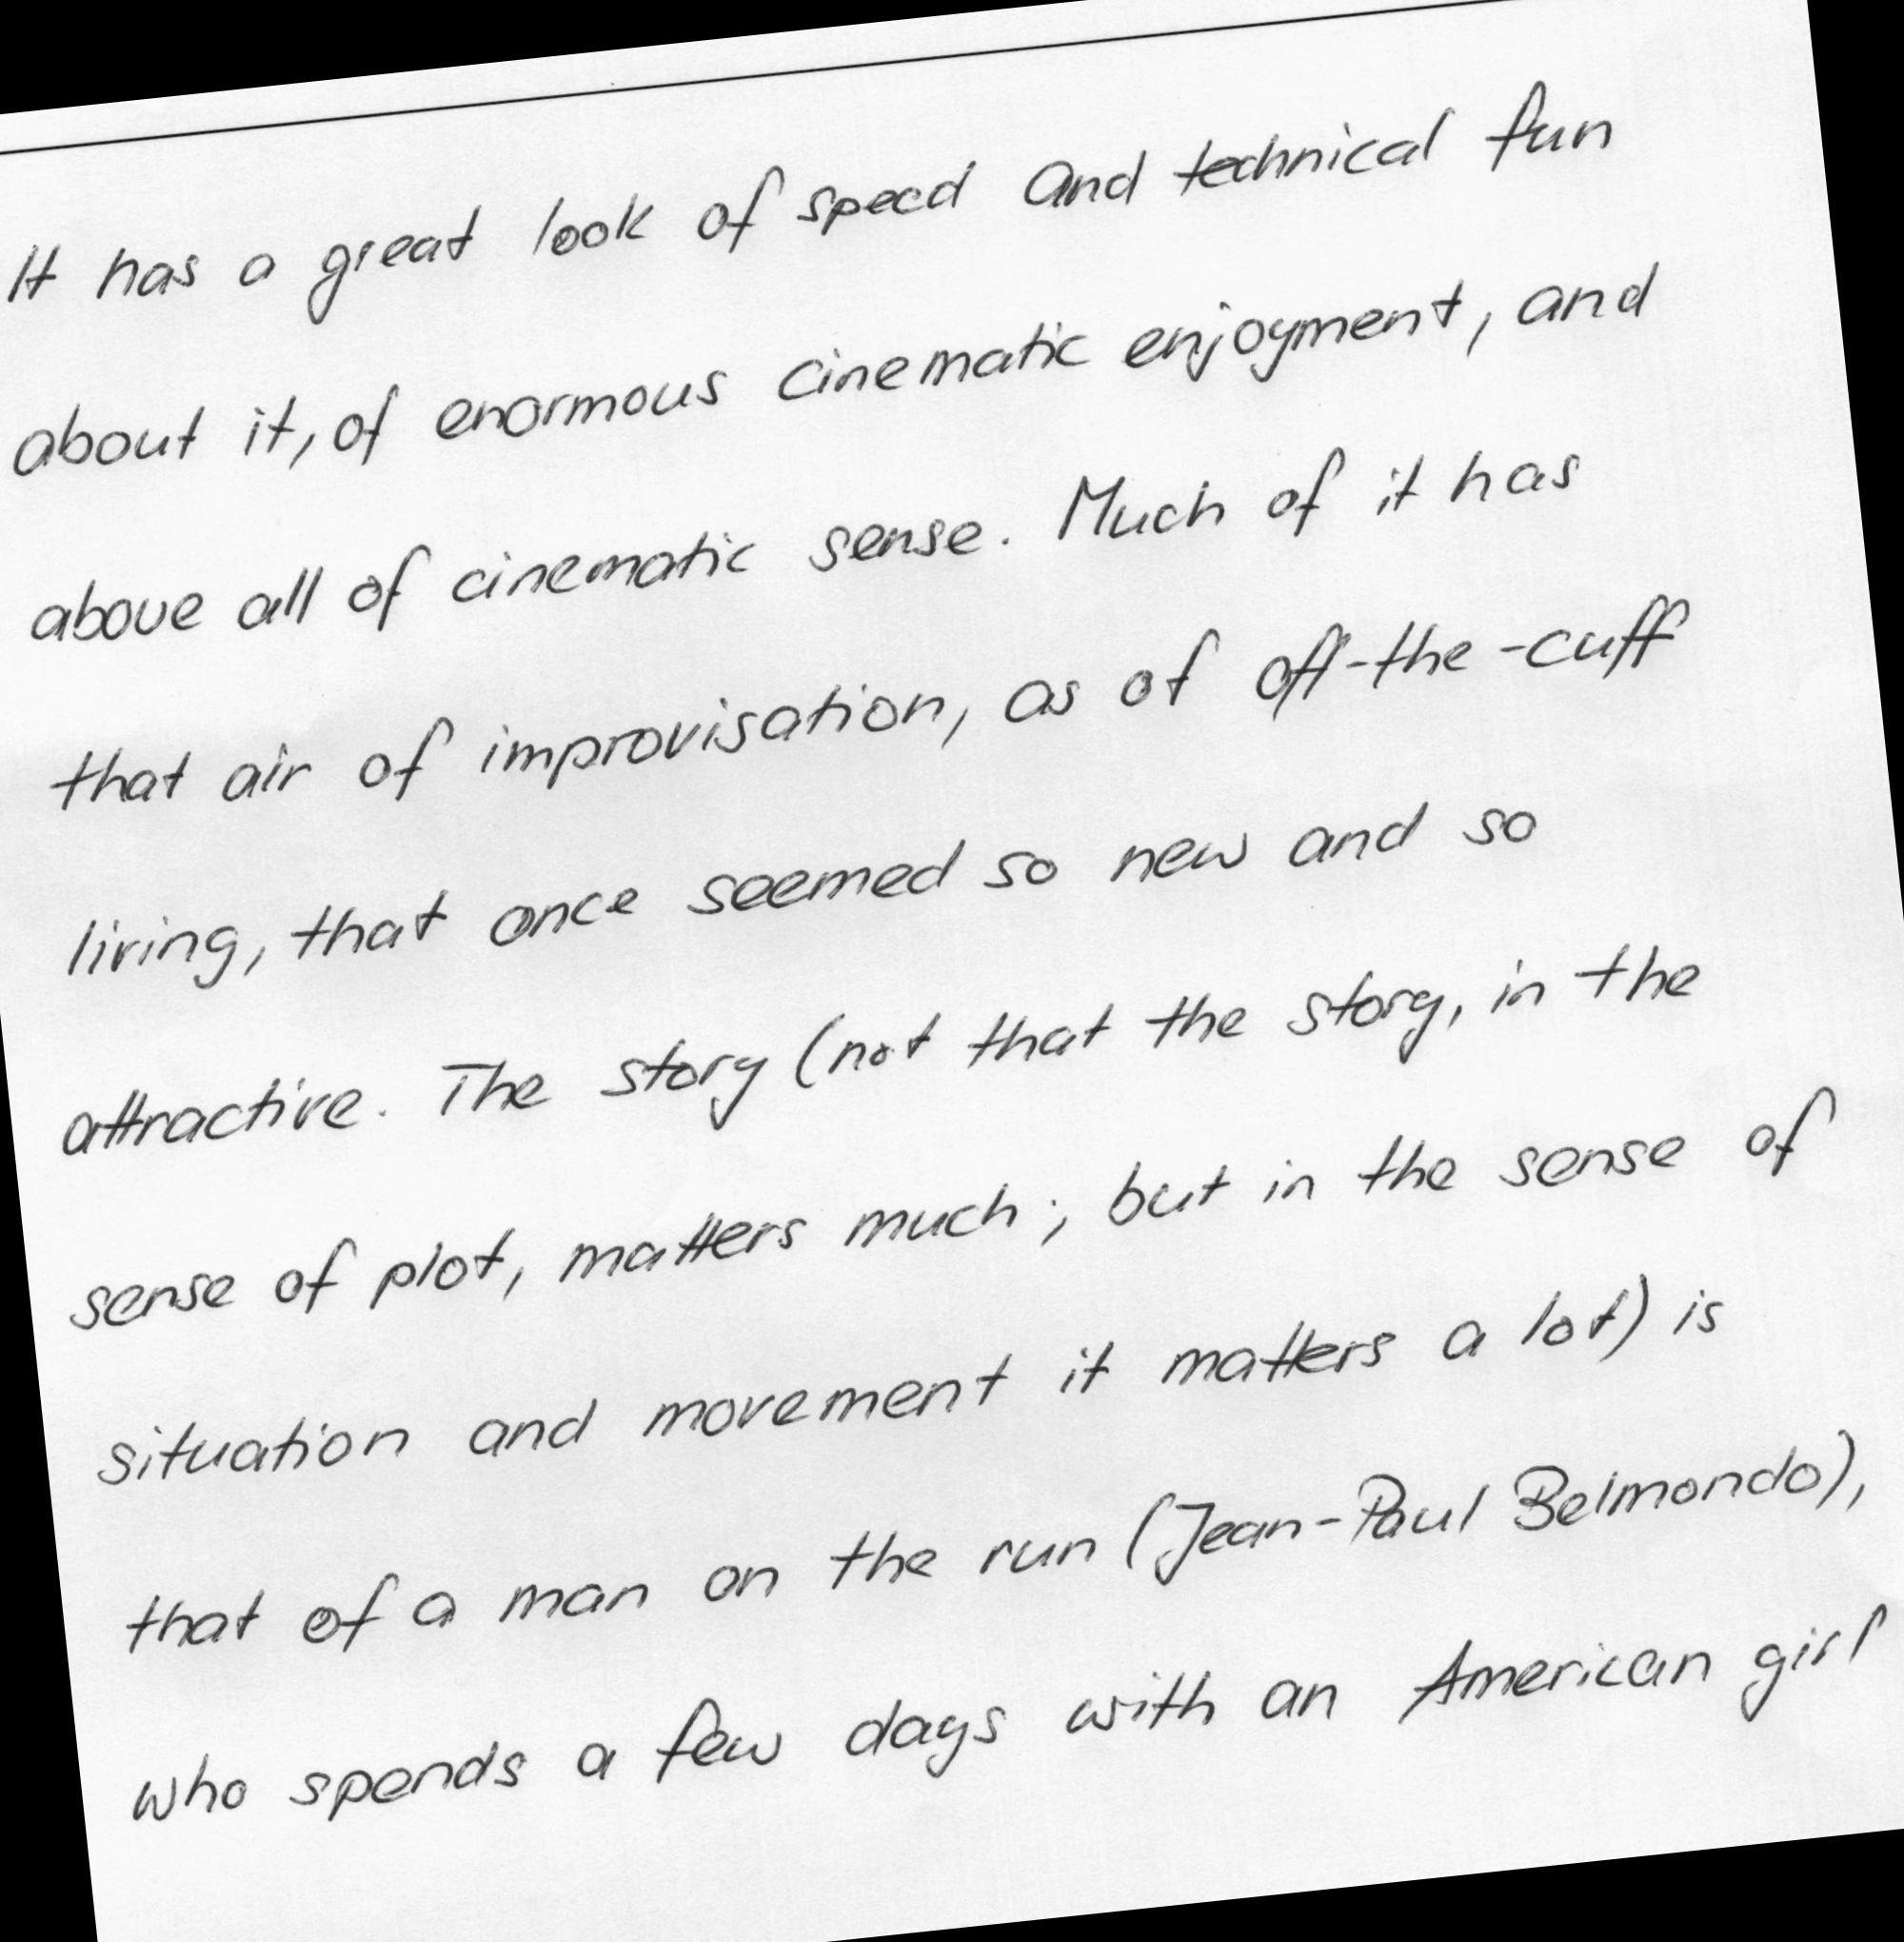 It has a great look of speed and technical fun
about it, of enormous cinematic enjoyment, and
above all of cinematic sense. Much of it has
that air of improvisation, as of off-the-cuff
living, that once seemed so new and so
attractive. The story (not that the story, in the
sense of plot, matters much; but in the sense of
situation and movement it matters a lot) is
that of a man on the run (Jean-Paul Belmondo),
who spends a few days with an American girl